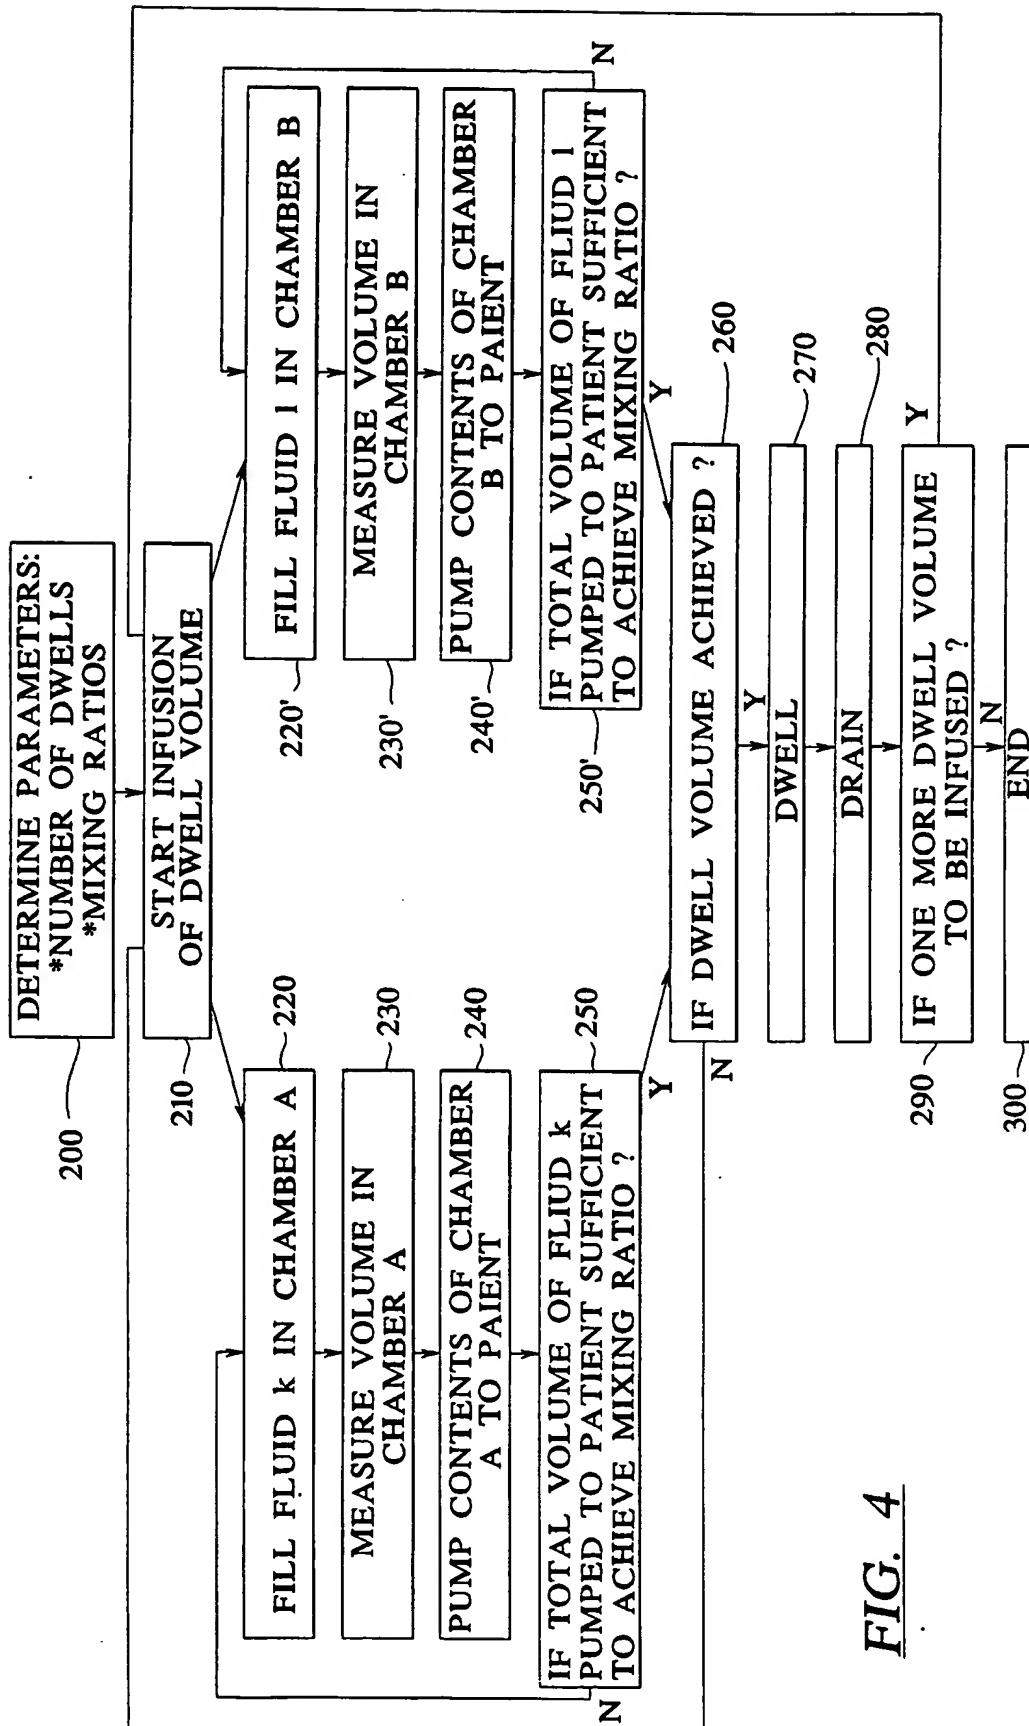 DETERMINE PARAMETERS:
*NUMBER OF DWELLS
*MIXING RATIOS
200
START INFUSION
OF DWELL VOLUME
210
FILL FLUID k IN CHAMBER A
220
MEASURE VOLUME IN
CHAMBER A
230
PUMP CONTENTS OF CHAMBER
A TO PAIENT
240
IF TOTAL VOLUME OF FLIUD k
PUMPED TO PATIENT SUFFICIENT
TO ACHIEVE MIXING RATIO ?
250
N
Y
FILL FLUID l IN CHAMBER B
220'
MEASURE VOLUME IN
CHAMBER B
230'
PUMP CONTENTS OF CHAMBER
B TO PAIENT
240'
IF TOTAL VOLUME OF FLIUD l
PUMPED TO PATIENT SUFFICIENT
TO ACHIEVE MIXING RATIO ?
250'
N
Y
IF DWELL VOLUME ACHIEVED ?
260
N
Y
DWELL
270
DRAIN
280
IF ONE MORE DWELL VOLUME
TO BE INFUSED ?
290
Y
N
END
300
FIG. 4